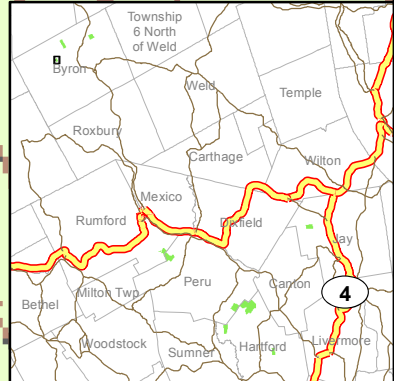 Township
6 North
of Weld
Byron
Weld
Temple
Roxbury
Carthage
Wilton
Mexico
Rumford
Dixfield
Jay
Peru
Canton
Bethel
Milton Twp
4
Woodstock
Sumner
Hartford
Livermore